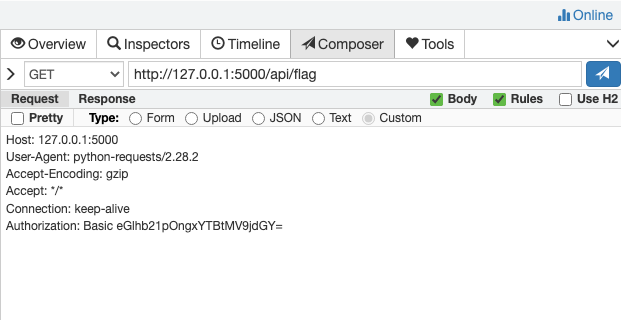 Online
Overview Inspectors Timeline Composer Tools
GET http://127.0.0.1:5000/api/flag
Request Response Body Rules Use H2
Pretty Type: Form Upload JSON Text Custom
Host: 127.0.0.1:5000
User-Agent: python-requests/2.28.2
Accept-Encoding: gzip
Accept: */*
Connection: keep-alive
Authorization: Basic eGlhb21pOngxYTBtMV9jdGY=